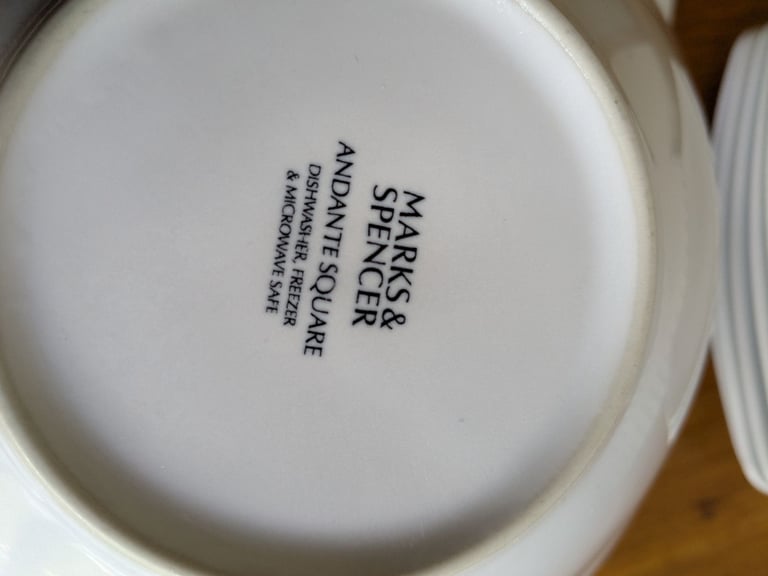 MARKS &
SPENCER
ANDANTE SQUARE
DISHWASHER, FREEZER
& MICROWAVE SAFE